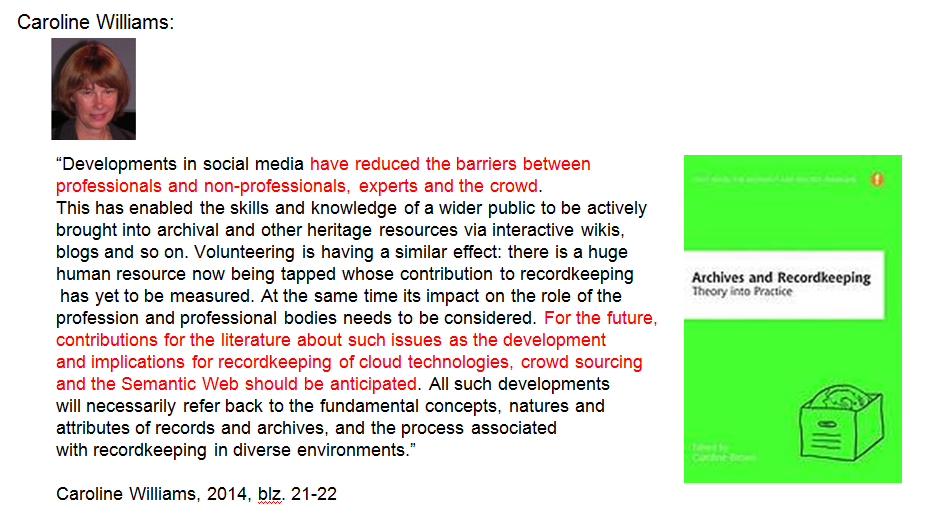 Caroline Williams:
“Developments in social media have reduced the barriers between
professionals and non-professionals, experts and the crowd.
This has enabled the skills and knowledge of a wider public to be actively
brought into archival and other heritage resources via interactive wikis,
blogs and so on. Volunteering is having a similar effect: there is a huge
human resource now being tapped whose contribution to recordkeeping
has yet to be measured. At the same time its impact on the role of the
profession and professional bodies needs to be considered. For the future,
contributions for the literature about such issues as the development
and implications for recordkeeping of cloud technologies, crowd sourcing
and the Semantic Web should be anticipated. All such developments
will necessarily refer back to the fundamental concepts, natures and
attributes of records and archives, and the process associated
with recordkeeping in diverse environments.”
Caroline Williams, 2014, blz. 21-22
Archives and Recordkeeping
Theory into Practice
Edited by
Caroline Brown